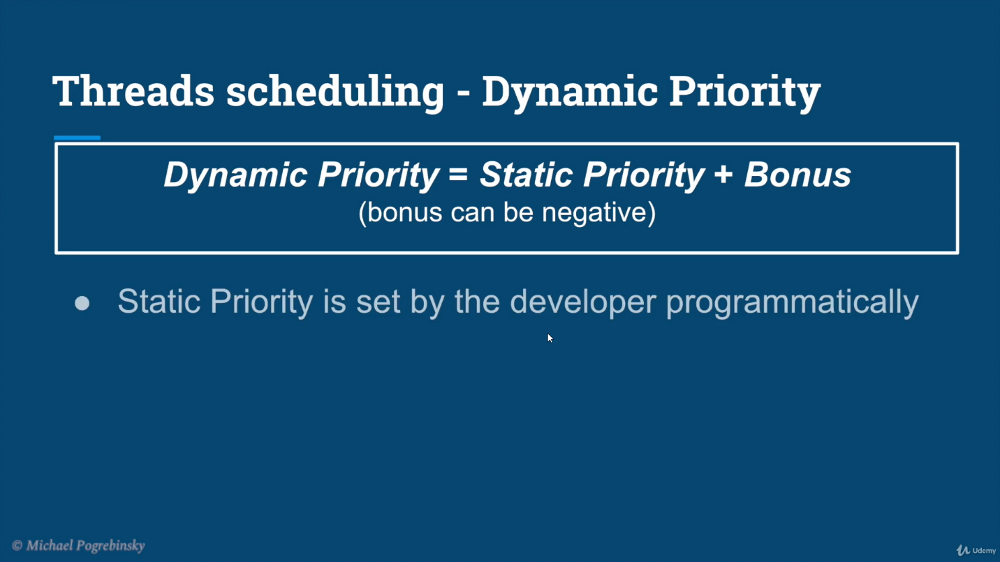 Threads scheduling - Dynamic Priority
Dynamic Priority = Static Priority + Bonus
(bonus can be negative)
● Static Priority is set by the developer programmatically
© Michael Pogrebinsky
Udemy